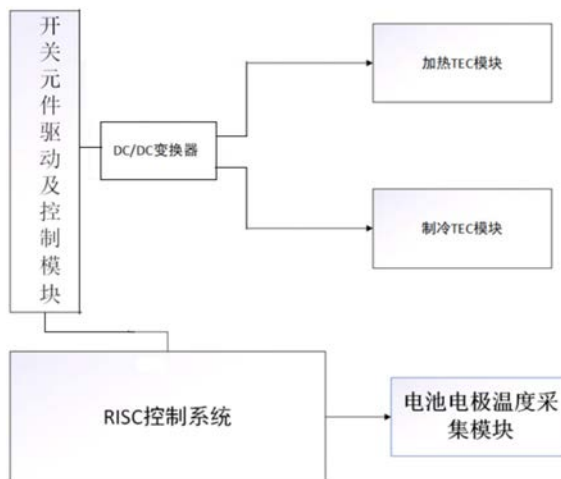 开关元件驱动及控制模块
DC/DC变换器
加热TEC模块
制冷TEC模块
RISC控制系统
电池电极温度采
集模块